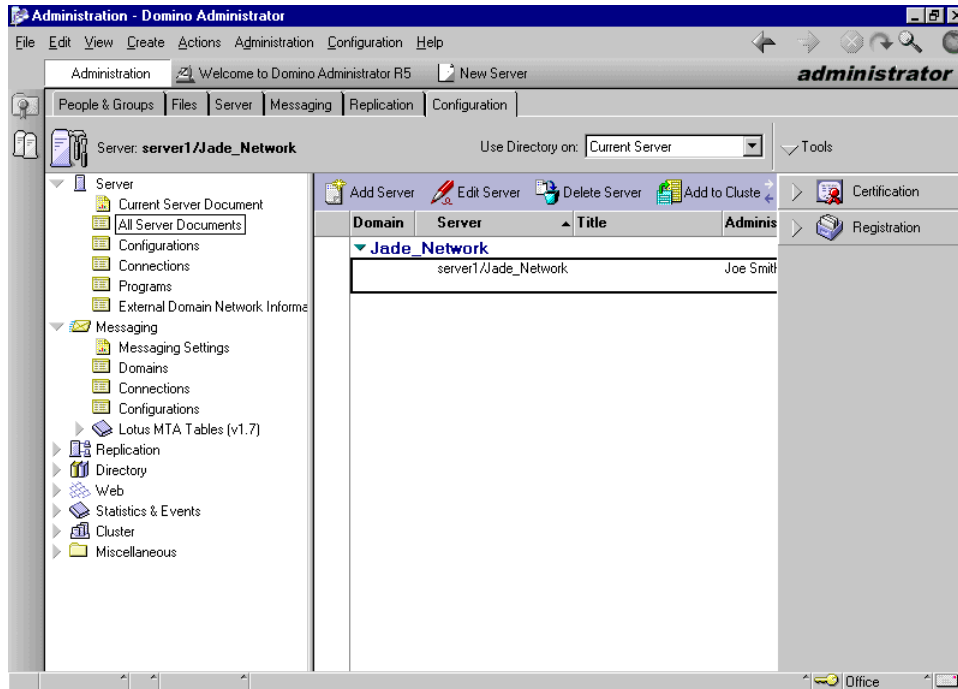 Administration - Domino Administrator
File Edit View Create Actions Administration Configuration Help
Administration Welcome to Domino Administrator R5 New Server administrator
People & Groups Files Server Messaging Replication Configuration
Server: server1/Jade_Network Use Directory on: Current Server Tools
Add Server Edit Server Delete Server Add to Cluste
Domain Server Title Adminis
Jade_Network
server1/Jade_Network Joe Smith
Server
Current Server Document
All Server Documents
Configurations
Connections
Programs
External Domain Network Informa
Messaging
Messaging Settings
Domains
Connections
Configurations
Lotus MTA Tables (v1.7)
Replication
Directory
Web
Statistics & Events
Cluster
Miscellaneous
Certification
Registration
Office